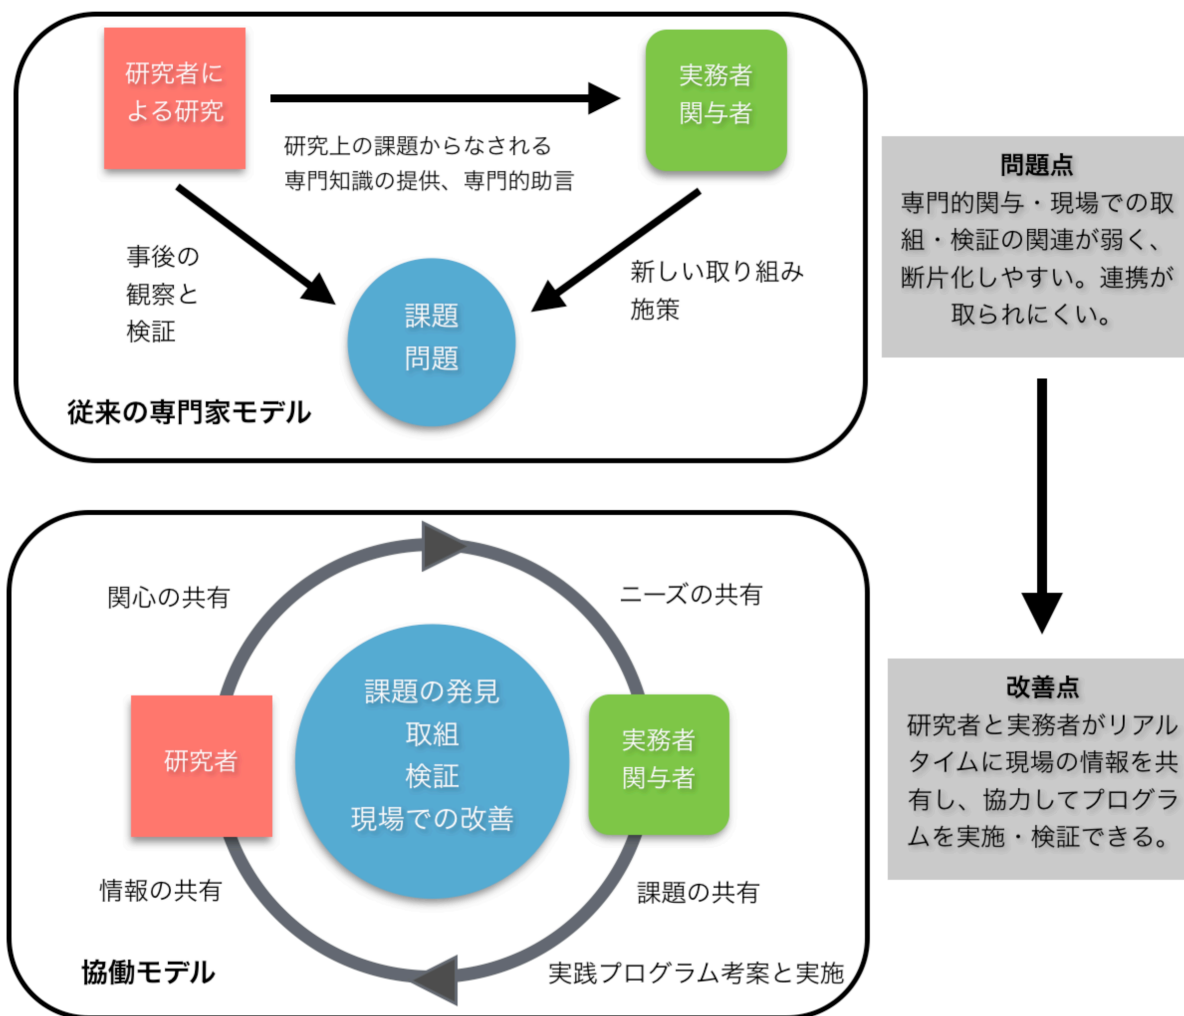 研究者に
よる研究
実務者
関与者
研究上の課題からなされる
専門知識の提供、専門的助言
事後の
観察と
検証
新しい取り組み
施策
課題
問題
従来の専門家モデル
問題点
専門的関与・現場での取
組・検証の関連が弱く、
断片化しやすい。連携が
取られにくい。
関心の共有
ニーズの共有
研究者
課題の発見
取組
検証
現場での改善
実務者
関与者
情報の共有
課題の共有
協働モデル
実践プログラム考案と実施
改善点
研究者と実務者がリアル
タイムに現場の情報を共
有し、協力してプログラ
ムを実施・検証できる。